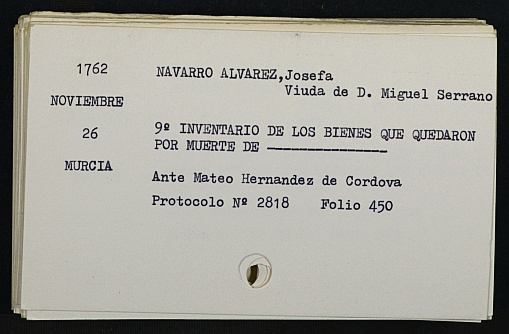 1762
NAVARRO ALVAREZ,Josefa
Viuda de D. Miguel Serrano
NOVIEMBRE
26
9º INVENTARIO DE LOS BIENES QUE QUEDARON
POR MUERTE DE ———————————————
MURCIA
Ante Mateo Hernandez de Cordova
Protocolo Nº 2818 Folio 450